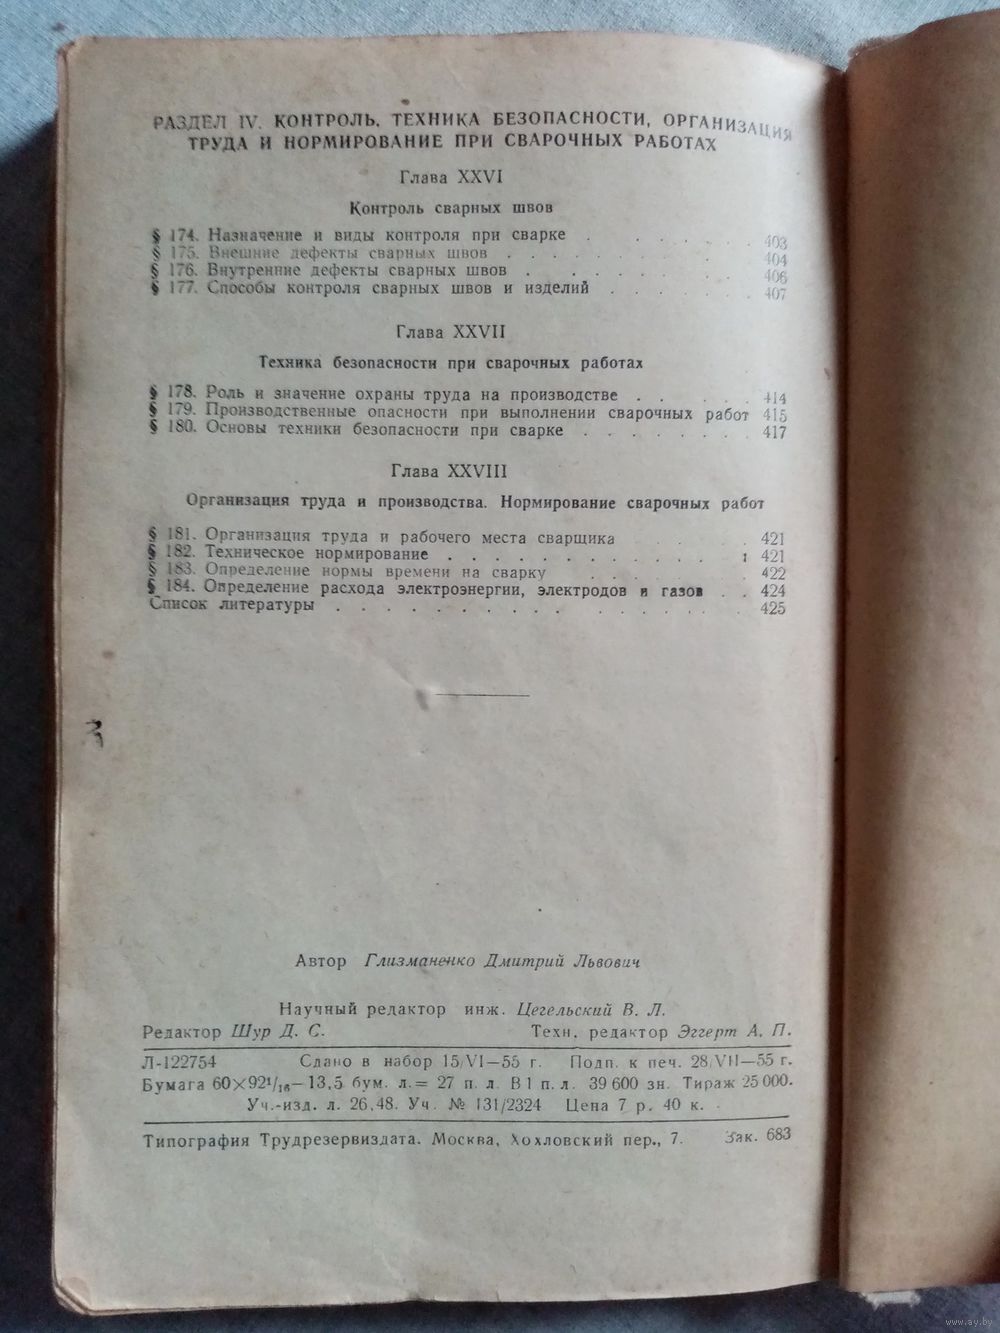 РАЗДЕЛ IV. КОНТРОЛЬ, ТЕХНИКА БЕЗОПАСНОСТИ, ОРГАНИЗАЦИЯ
ТРУДА И НОРМИРОВАНИЕ ПРИ СВАРОЧНЫХ РАБОТАХ
Глава XXVI
Контроль сварных швов
§ 174. Назначение и виды контроля при сварке . . . . . . . 403
§ 175. Внешние дефекты сварных швов . . . . . . . . . . 404
§ 176. Внутренние дефекты сварных швов . . . . . . . . 406
§ 177. Способы контроля сварных швов и изделий . . . . . . . 407
Глава XXVII
Техника безопасности при сварочных работах
§ 178. Роль и значение охраны труда на производстве . . . . . . 414
§ 179. Производственные опасности при выполнении сварочных работ 415
§ 180. Основы техники безопасности при сварке . . . . . . . . 417
Глава XXVIII
Организация труда и производства. Нормирование сварочных работ
§ 181. Организация труда и рабочего места сварщика . . . . . 421
§ 182. Техническое нормирование . . . . . . . . . . . . 421
§ 183. Определение нормы времени на сварку . . . . . . . 422
§ 184. Определение расхода электроэнергии, электродов и газов . . 424
Список литературы . . . . . . . . . . . . . . . . 425
Автор Глизманенко Дмитрий Львович
Научный редактор инж. Цегельский В. Л.
Редактор Шур Д. С. Техн. редактор Эггерт А. П.
Л-122754 Сдано в набор 15/VI—55 г. Подп. к печ. 28/VII—55 г.
Бумага 60×92¹/₁₆—13,5 бум. л.= 27 п. л. В 1 п. л. 39 600 зн. Тираж 25 000.
Уч.-изд. л. 26,48. Уч. № 131/2324 Цена 7 р. 40 к.
Типография Трудрезервиздата. Москва, Хохловский пер., 7. Зак. 683
www.ay.by